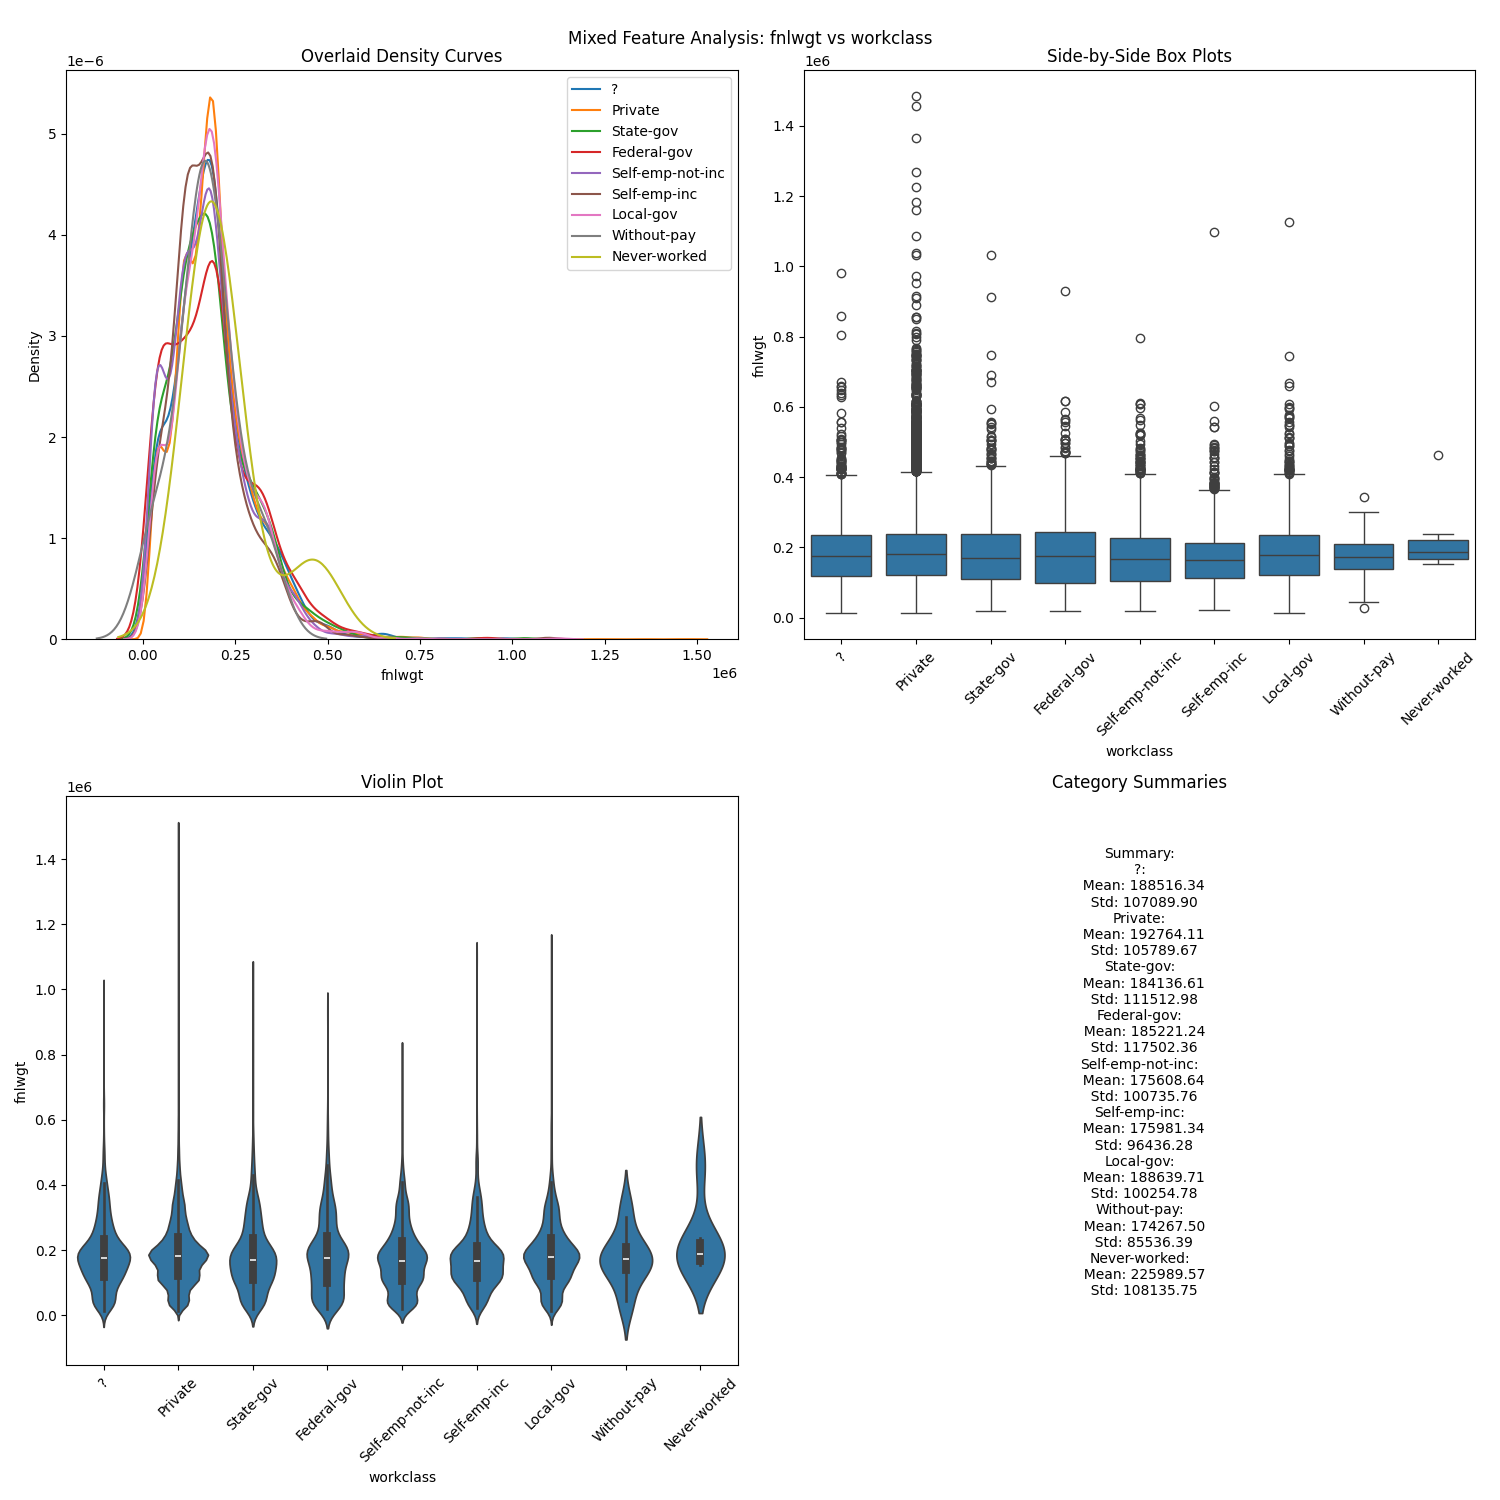 Mixed Feature Analysis: fnlwgt vs workclass
Overlaid Density Curves
1e−6
?
Private
State-gov
Federal-gov
Self-emp-not-inc
Self-emp-inc
Local-gov
Without-pay
Never-worked
5
4
3
2
1
0
Density
0.00 0.25 0.50 0.75 1.00 1.25 1.50
1e6
fnlwgt
Side-by-Side Box Plots
1e6
1.4
1.2
1.0
0.8
0.6
0.4
0.2
0.0
fnlwgt
?
Private
State-gov
Federal-gov
Self-emp-not-inc
Self-emp-inc
Local-gov
Without-pay
Never-worked
workclass
Violin Plot
1e6
1.4
1.2
1.0
0.8
0.6
0.4
0.2
0.0
fnlwgt
?
Private
State-gov
Federal-gov
Self-emp-not-inc
Self-emp-inc
Local-gov
Without-pay
Never-worked
workclass
Category Summaries
Summary:
?:
Mean: 188516.34
Std: 107089.90
Private:
Mean: 192764.11
Std: 105789.67
State-gov:
Mean: 184136.61
Std: 111512.98
Federal-gov:
Mean: 185221.24
Std: 117502.36
Self-emp-not-inc:
Mean: 175608.64
Std: 100735.76
Self-emp-inc:
Mean: 175981.34
Std: 96436.28
Local-gov:
Mean: 188639.71
Std: 100254.78
Without-pay:
Mean: 174267.50
Std: 85536.39
Never-worked:
Mean: 225989.57
Std: 108135.75